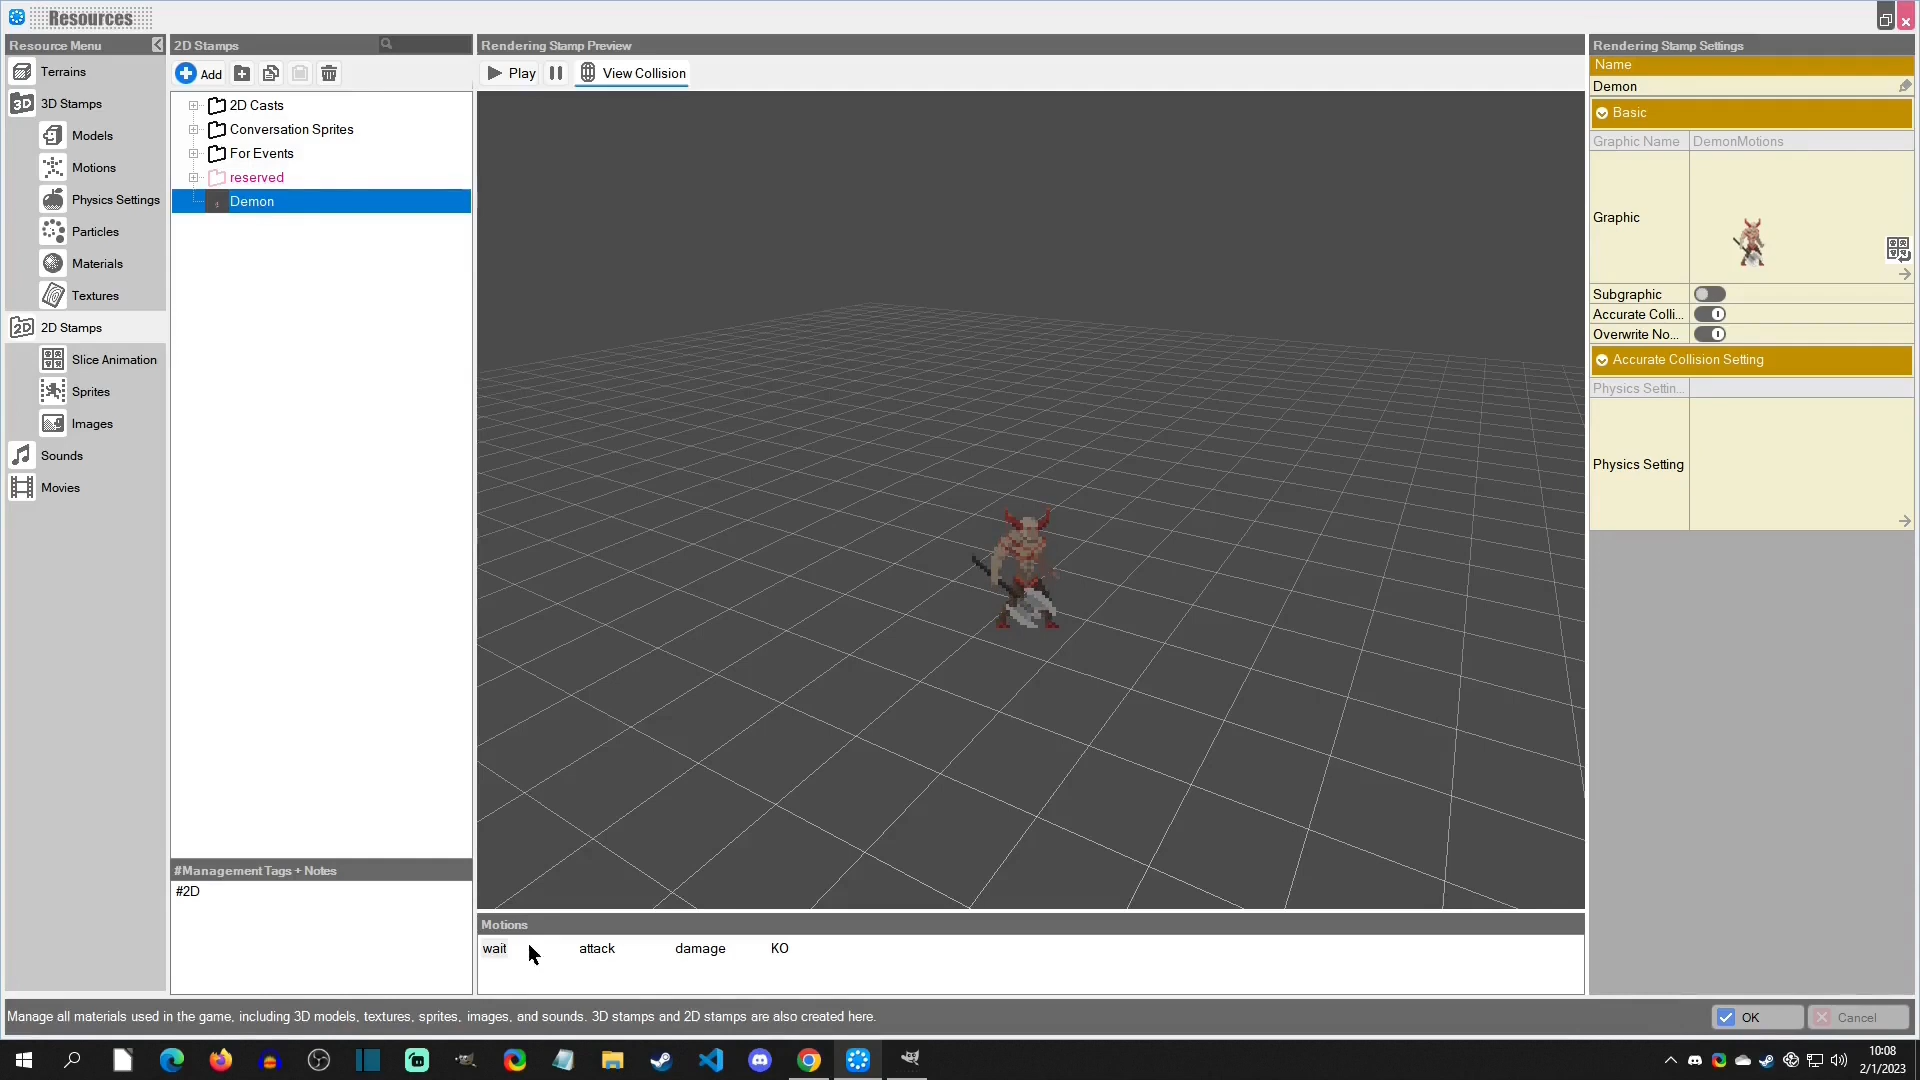 Resources
Resource Menu
Terrains
3D Stamps
Models
Motions
Physics Settings
Particles
Materials
Textures
2D Stamps
Slice Animation
Sprites
Images
Sounds
Movies
2D Stamps
Add
2D Casts
Conversation Sprites
For Events
reserved
Demon
#Management Tags + Notes
#2D
Rendering Stamp Preview
Play
View Collision
Motions
wait attack damage KO
Rendering Stamp Settings
Name
Demon
Basic
Graphic Name DemonMotions
Graphic
Subgraphic
Accurate Colli...
Overwrite No...
Accurate Collision Setting
Physics Settin...
Physics Setting
Manage all materials used in the game, including 3D models, textures, sprites, images, and sounds. 3D stamps and 2D stamps are also created here.
OK
Cancel
10:08
2/1/2023